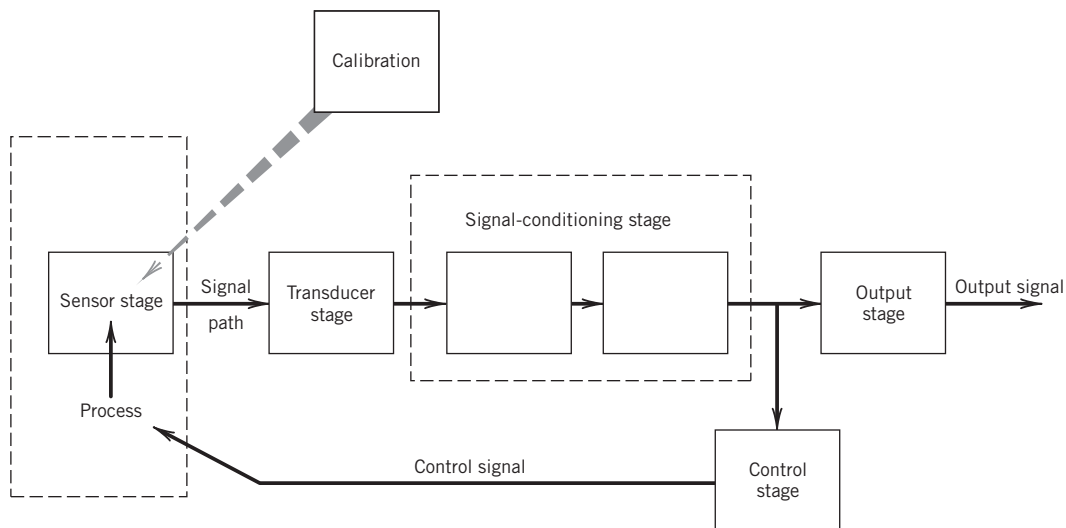 Calibration
Signal-conditioning stage
Sensor stage
Signal
path
Transducer
stage
Output
stage
Output signal
Process
Control signal
Control
stage